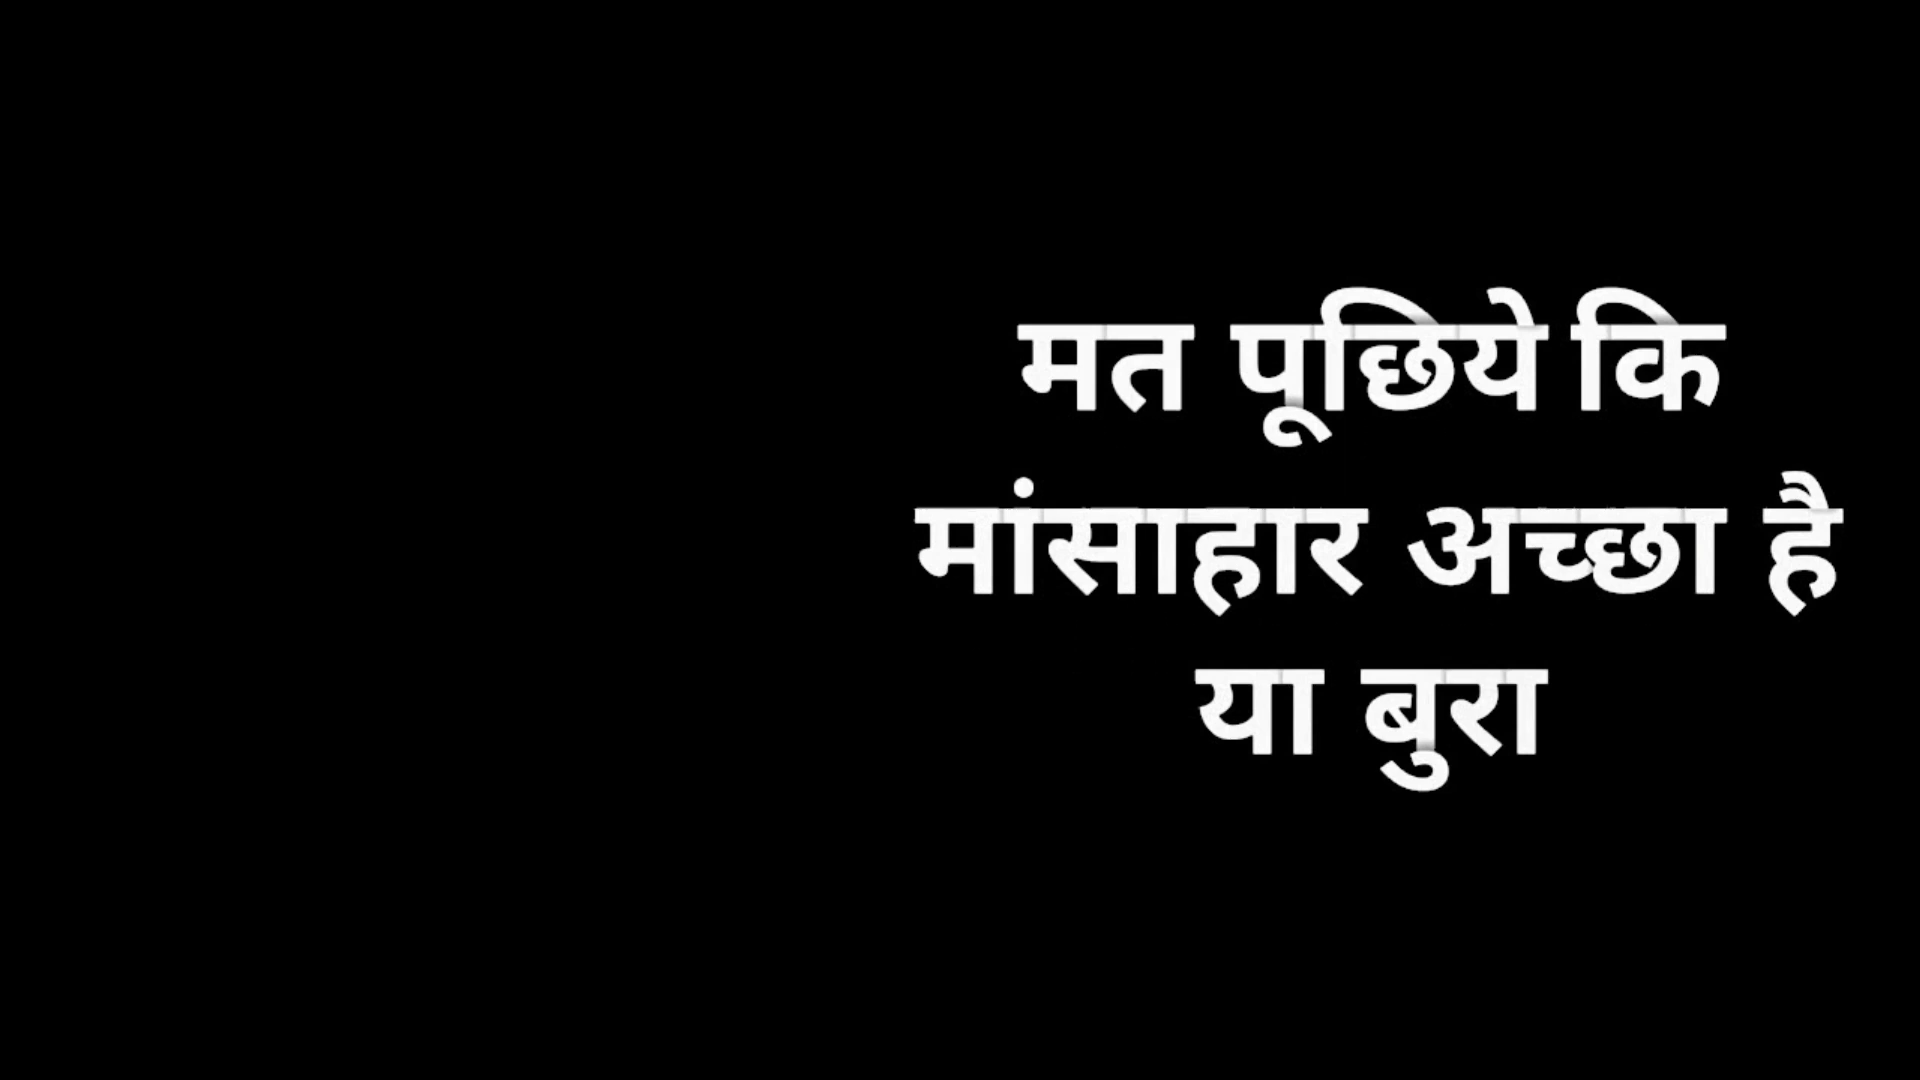 मत पूछिये कि
मांसाहार अच्छा है
या बुरा